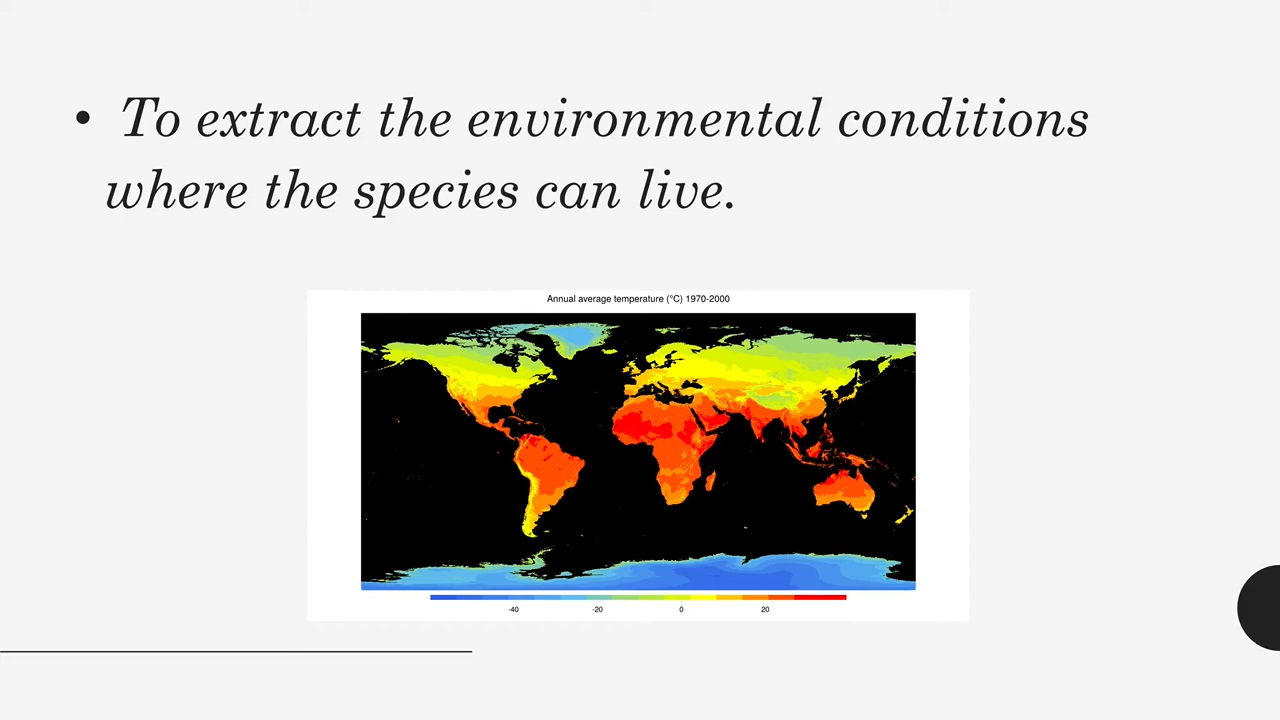 • To extract the environmental conditions
where the species can live.
Annual average temperature (°C) 1970-2000
-40 -20 0 20